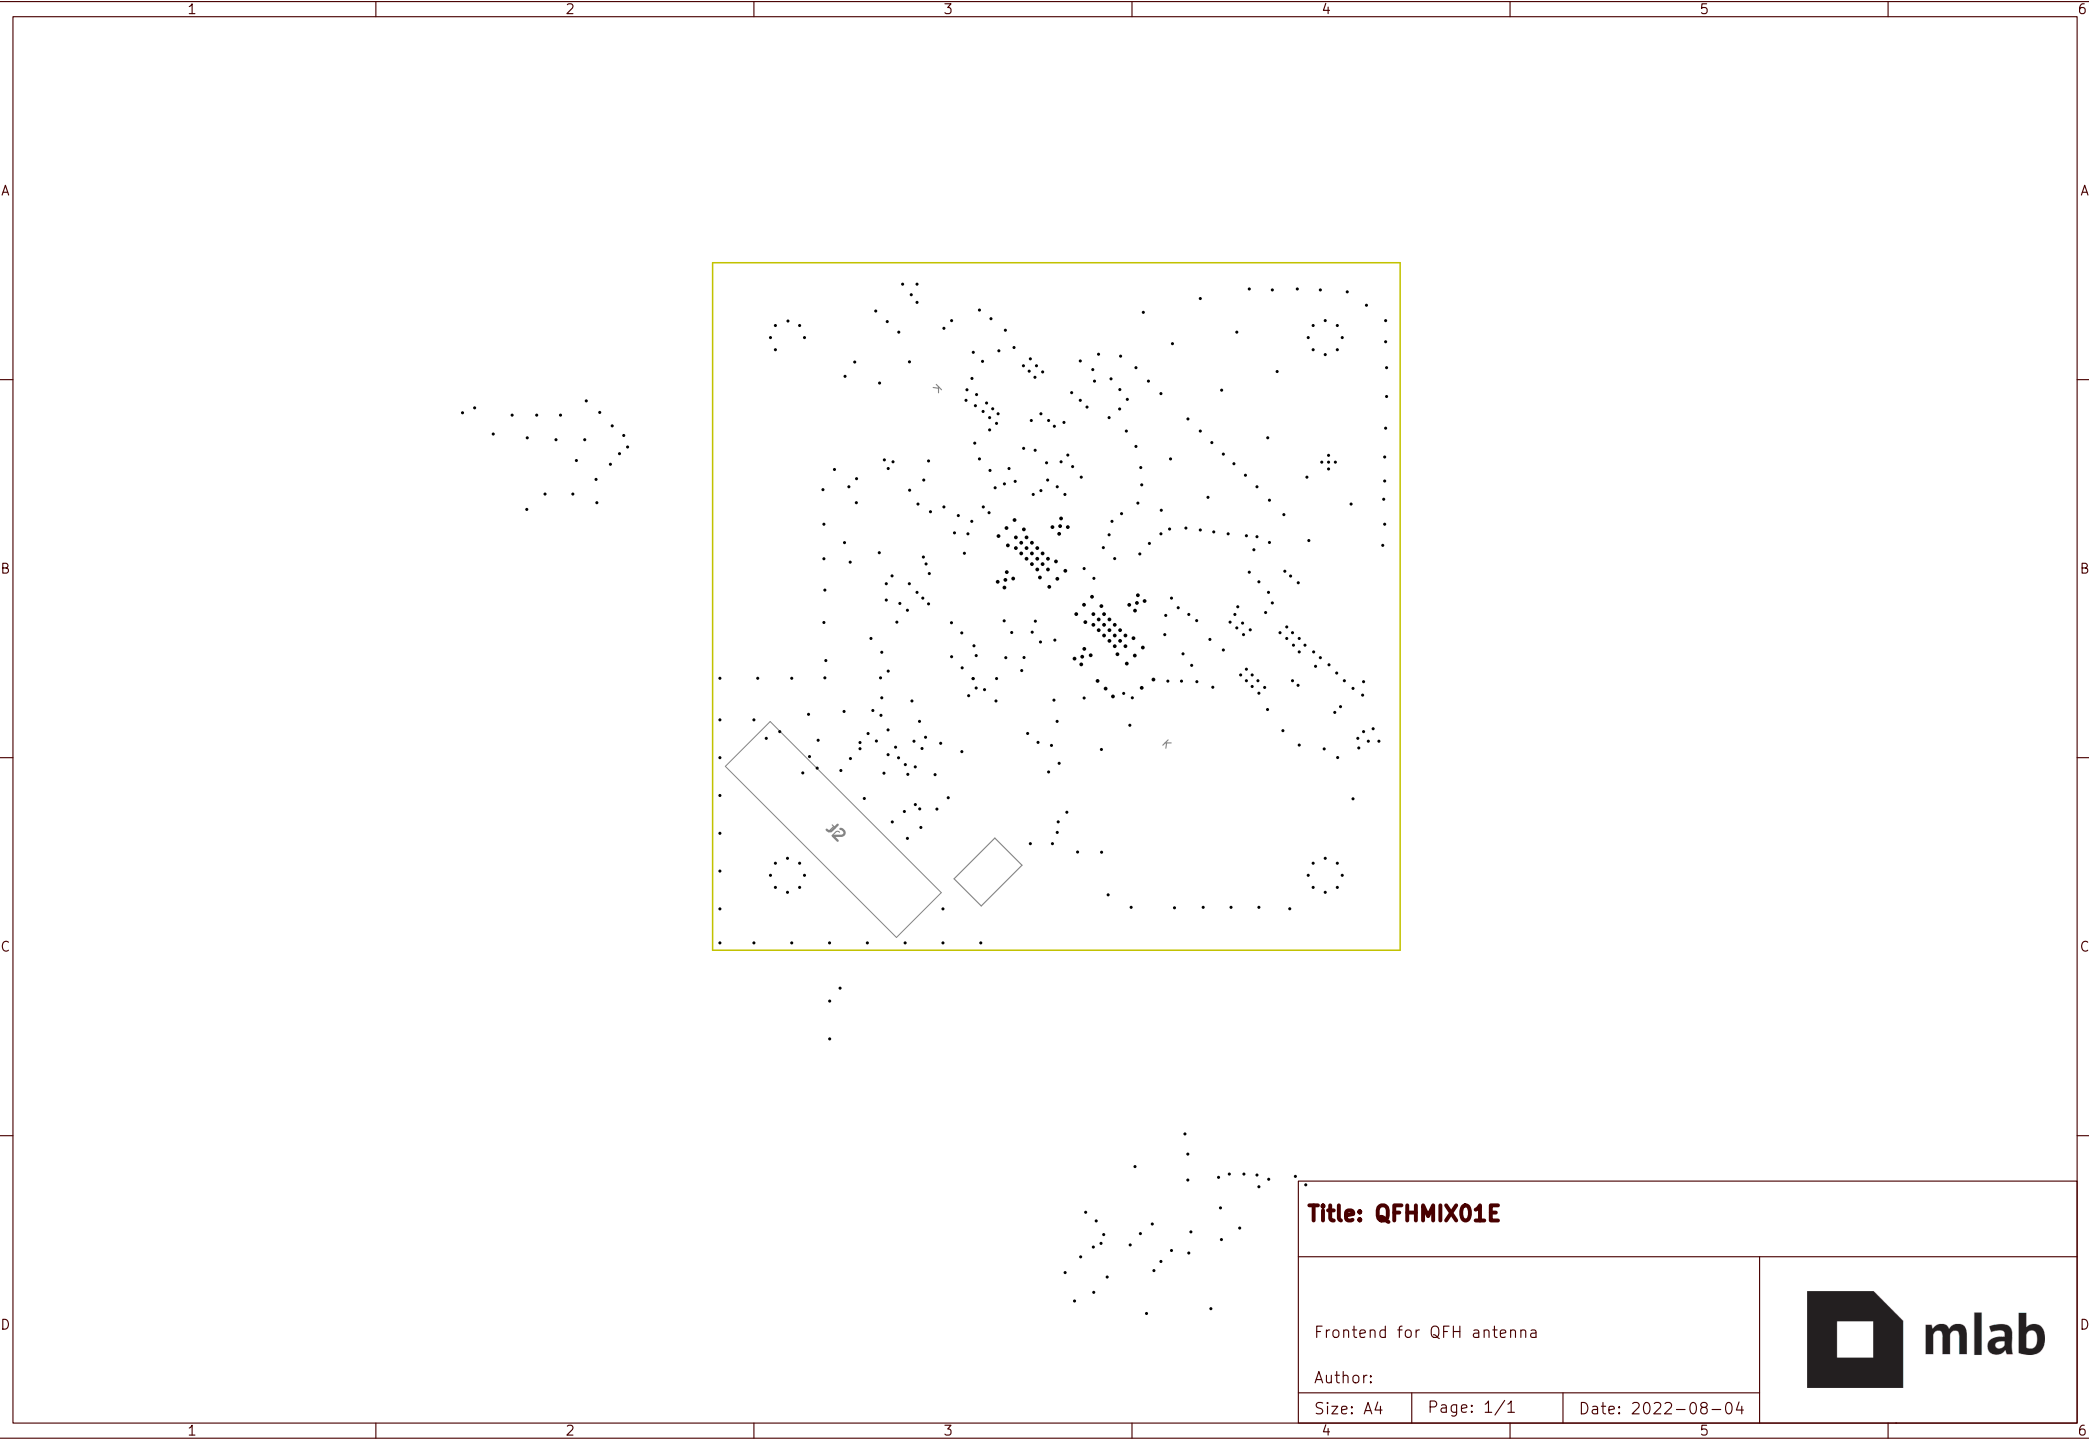 1 2 3 4 5 6
A A
K
B B
K
J2
C C
Title: QFHMIX01E
Frontend for QFH antenna
mlab
D D
Author:
Size: A4 Page: 1/1 Date: 2022-08-04
1 2 3 4 5 6